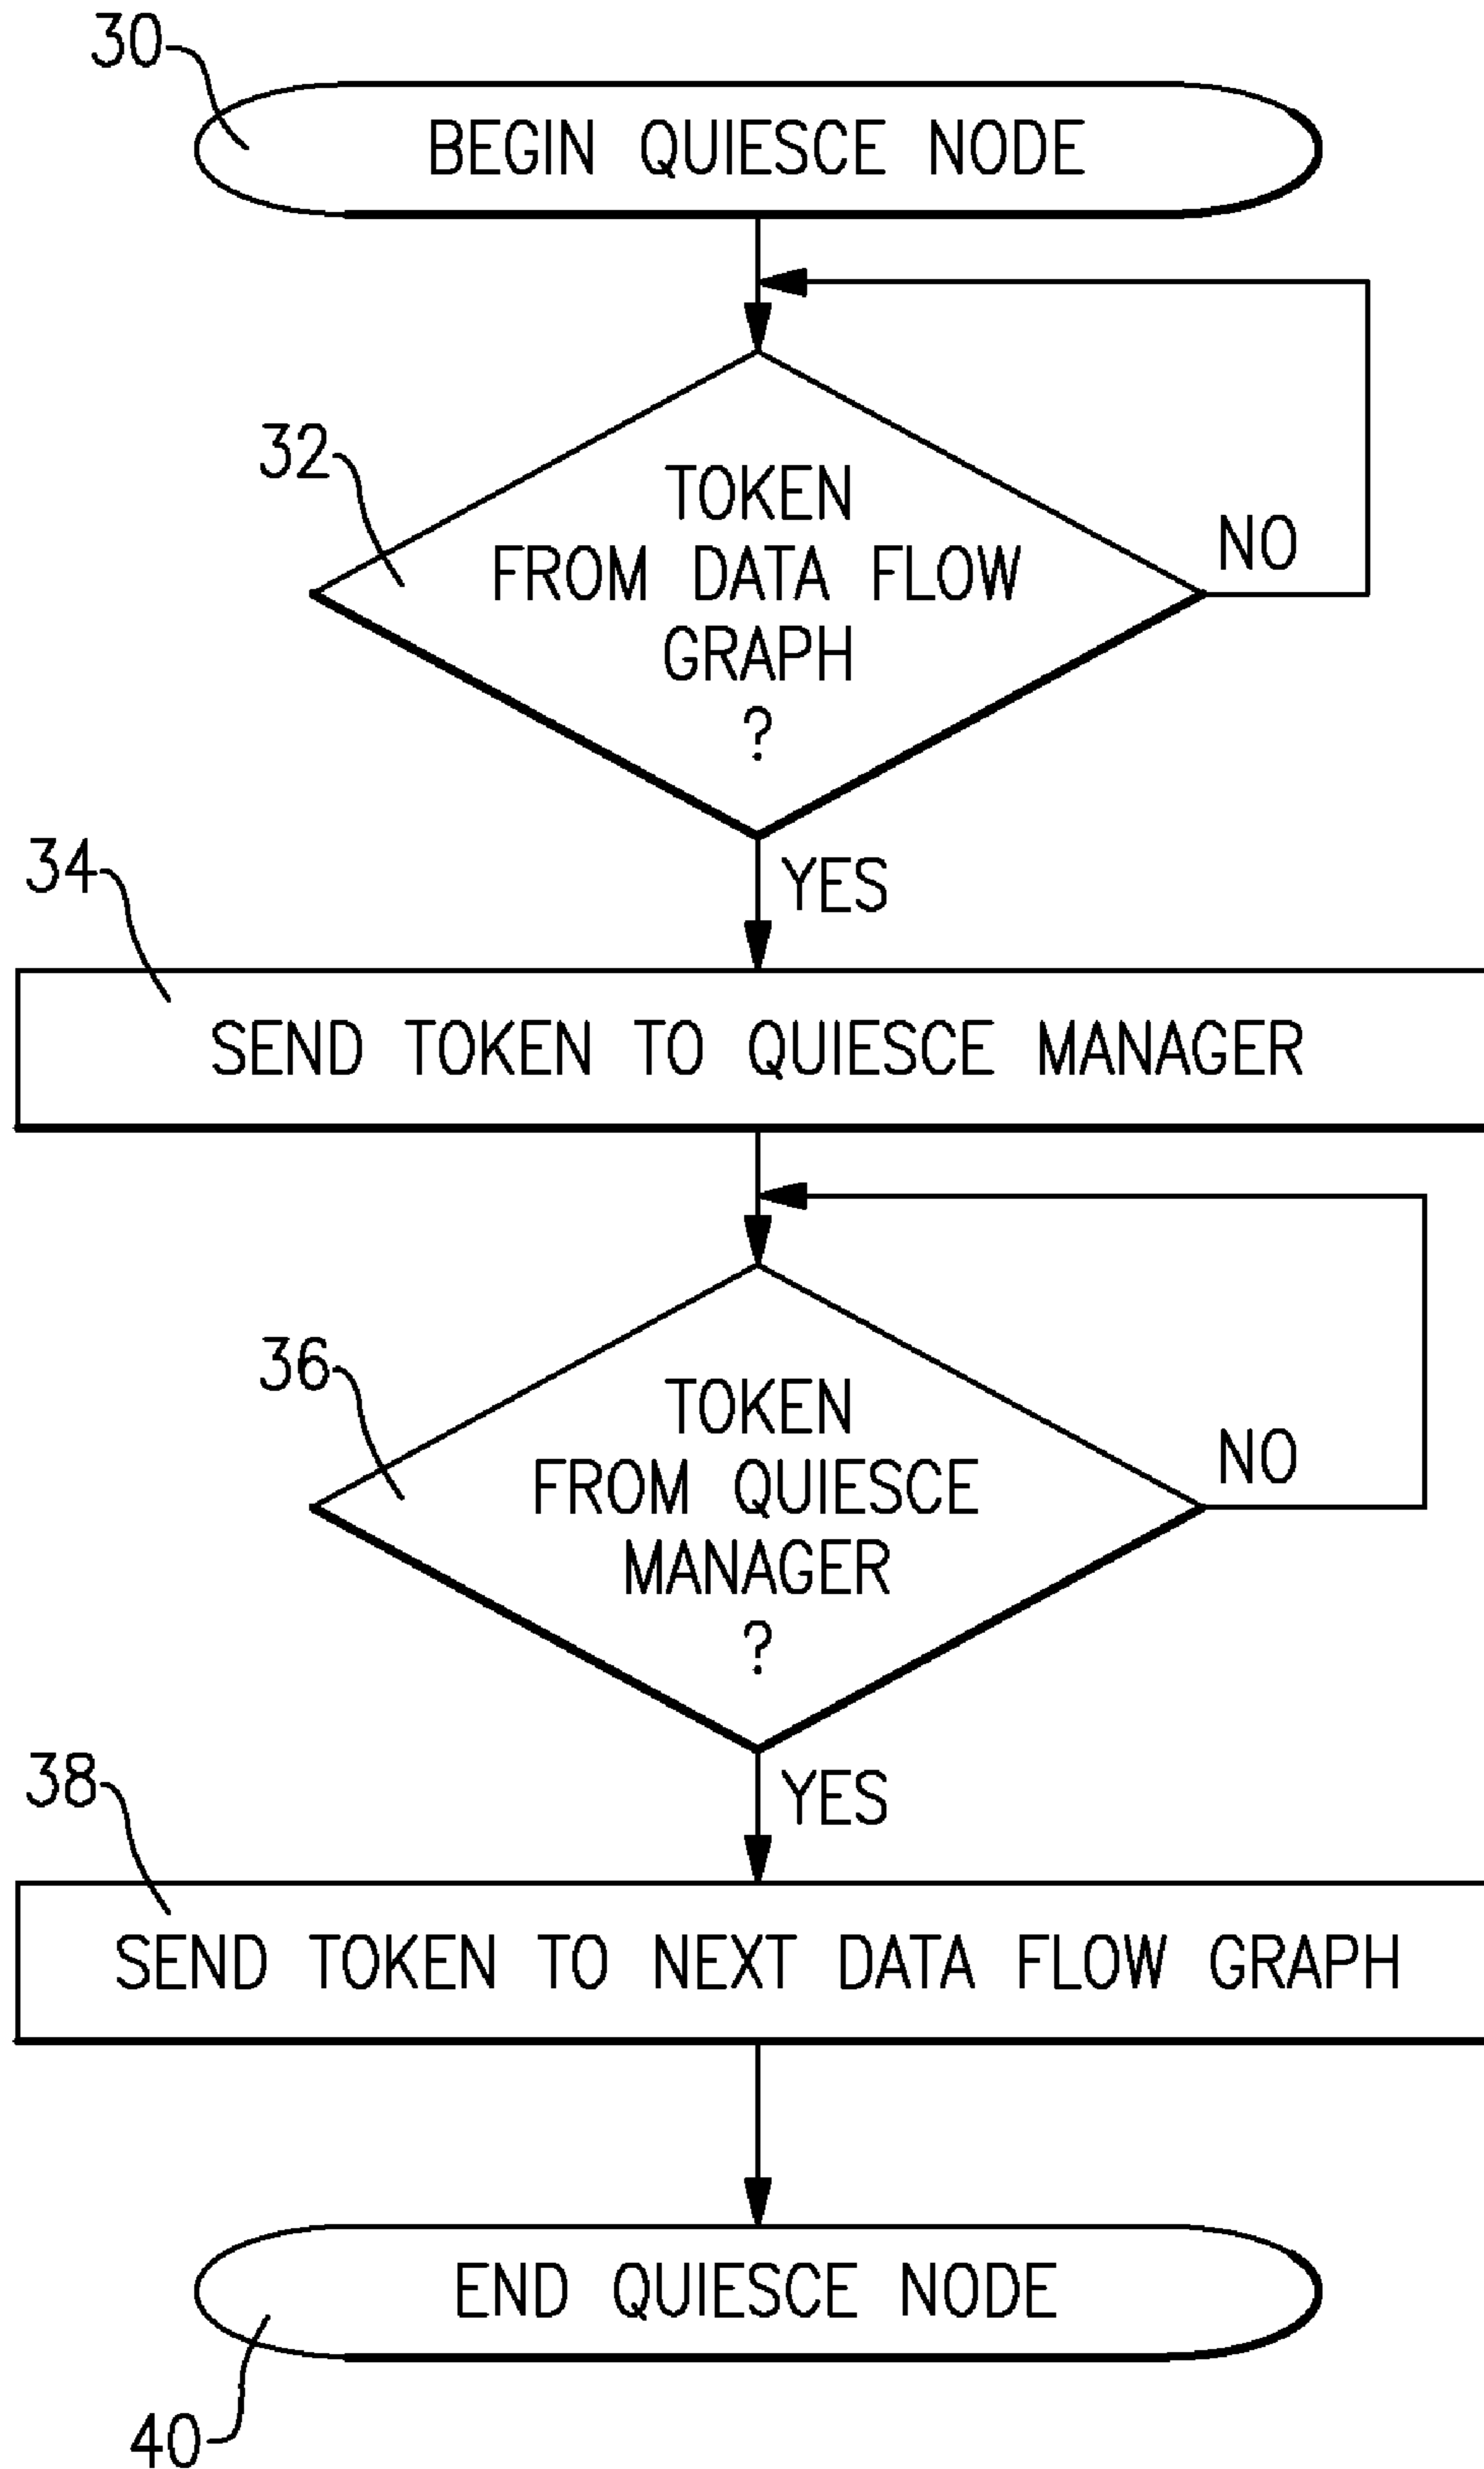 30
BEGIN QUIESCE NODE
32
TOKEN
FROM DATA FLOW
GRAPH
?
NO
YES
34
SEND TOKEN TO QUIESCE MANAGER
36
TOKEN
FROM QUIESCE
MANAGER
?
NO
YES
38
SEND TOKEN TO NEXT DATA FLOW GRAPH
END QUIESCE NODE
40